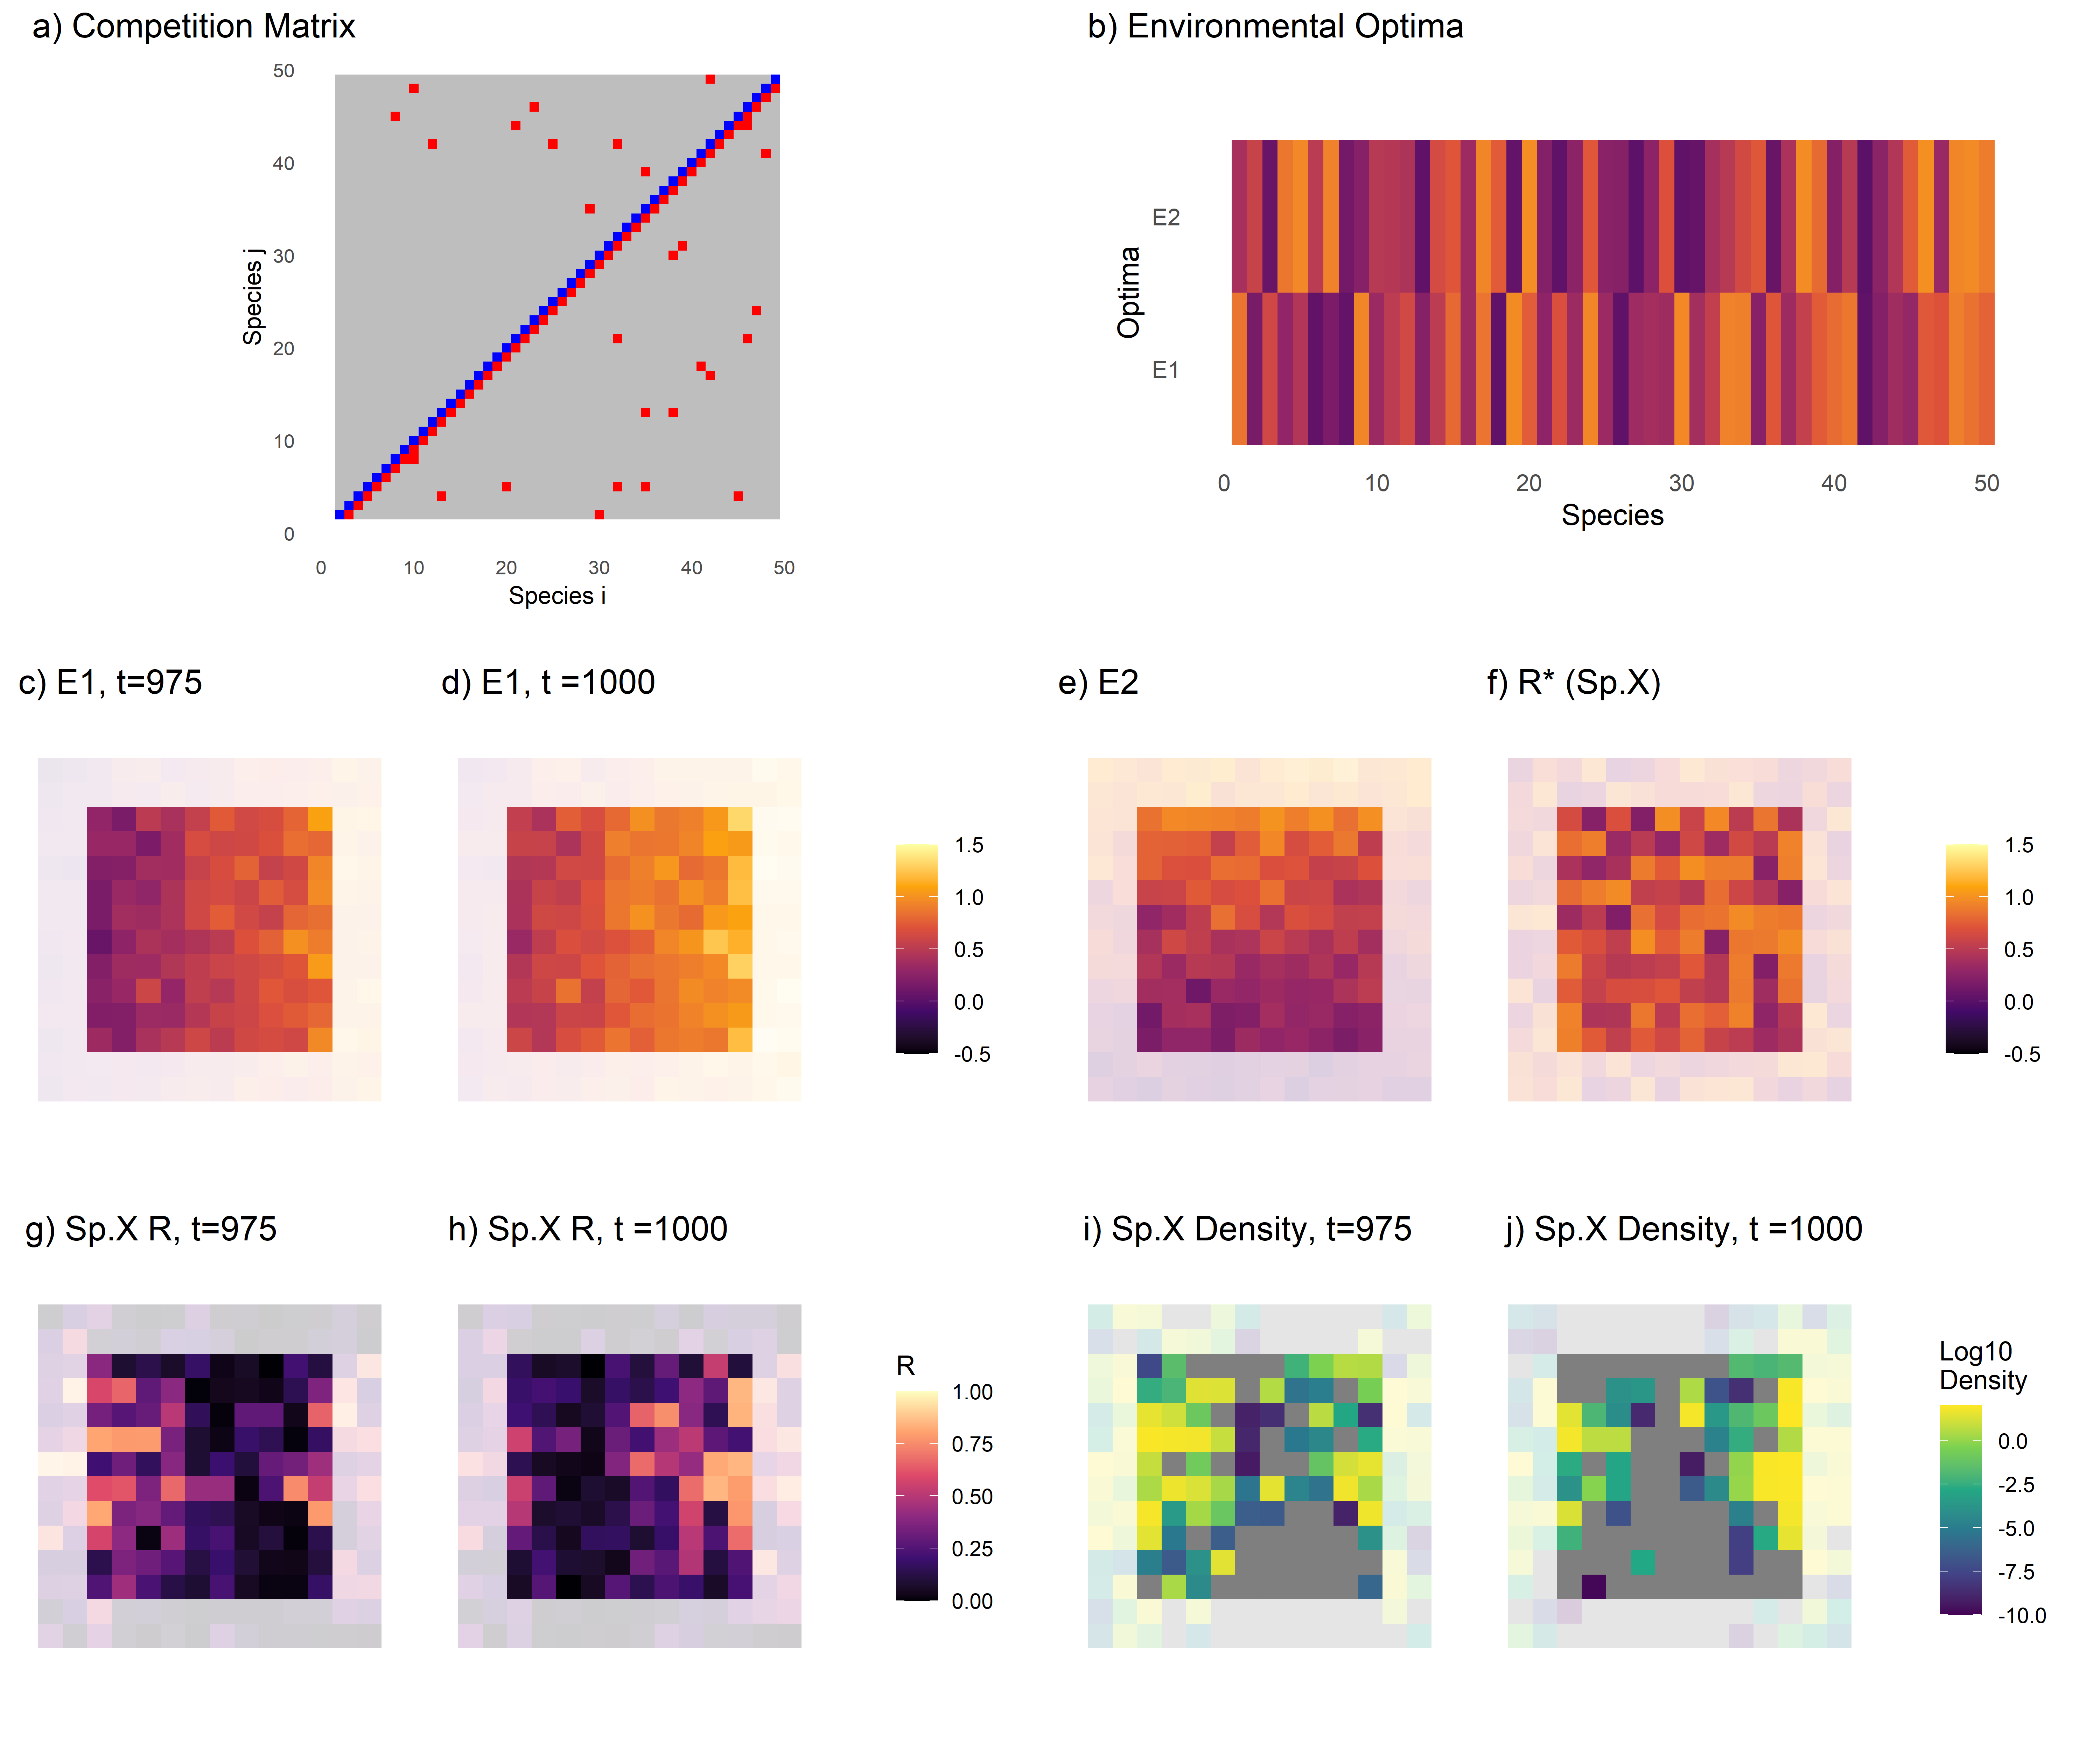 a) Competition Matrix
50
40
30
20
10
0
Species j
0 10 20 30 40 50
Species i
b) Environmental Optima
E2
E1
Optima
0 10 20 30 40 50
Species
c) E1, t=975
d) E1, t =1000
1.5
1.0
0.5
0.0
-0.5
e) E2
f) R* (Sp.X)
1.5
1.0
0.5
0.0
-0.5
g) Sp.X R, t=975
h) Sp.X R, t =1000
R
1.00
0.75
0.50
0.25
0.00
i) Sp.X Density, t=975
j) Sp.X Density, t =1000
Log10
Density
0.0
-2.5
-5.0
-7.5
-10.0